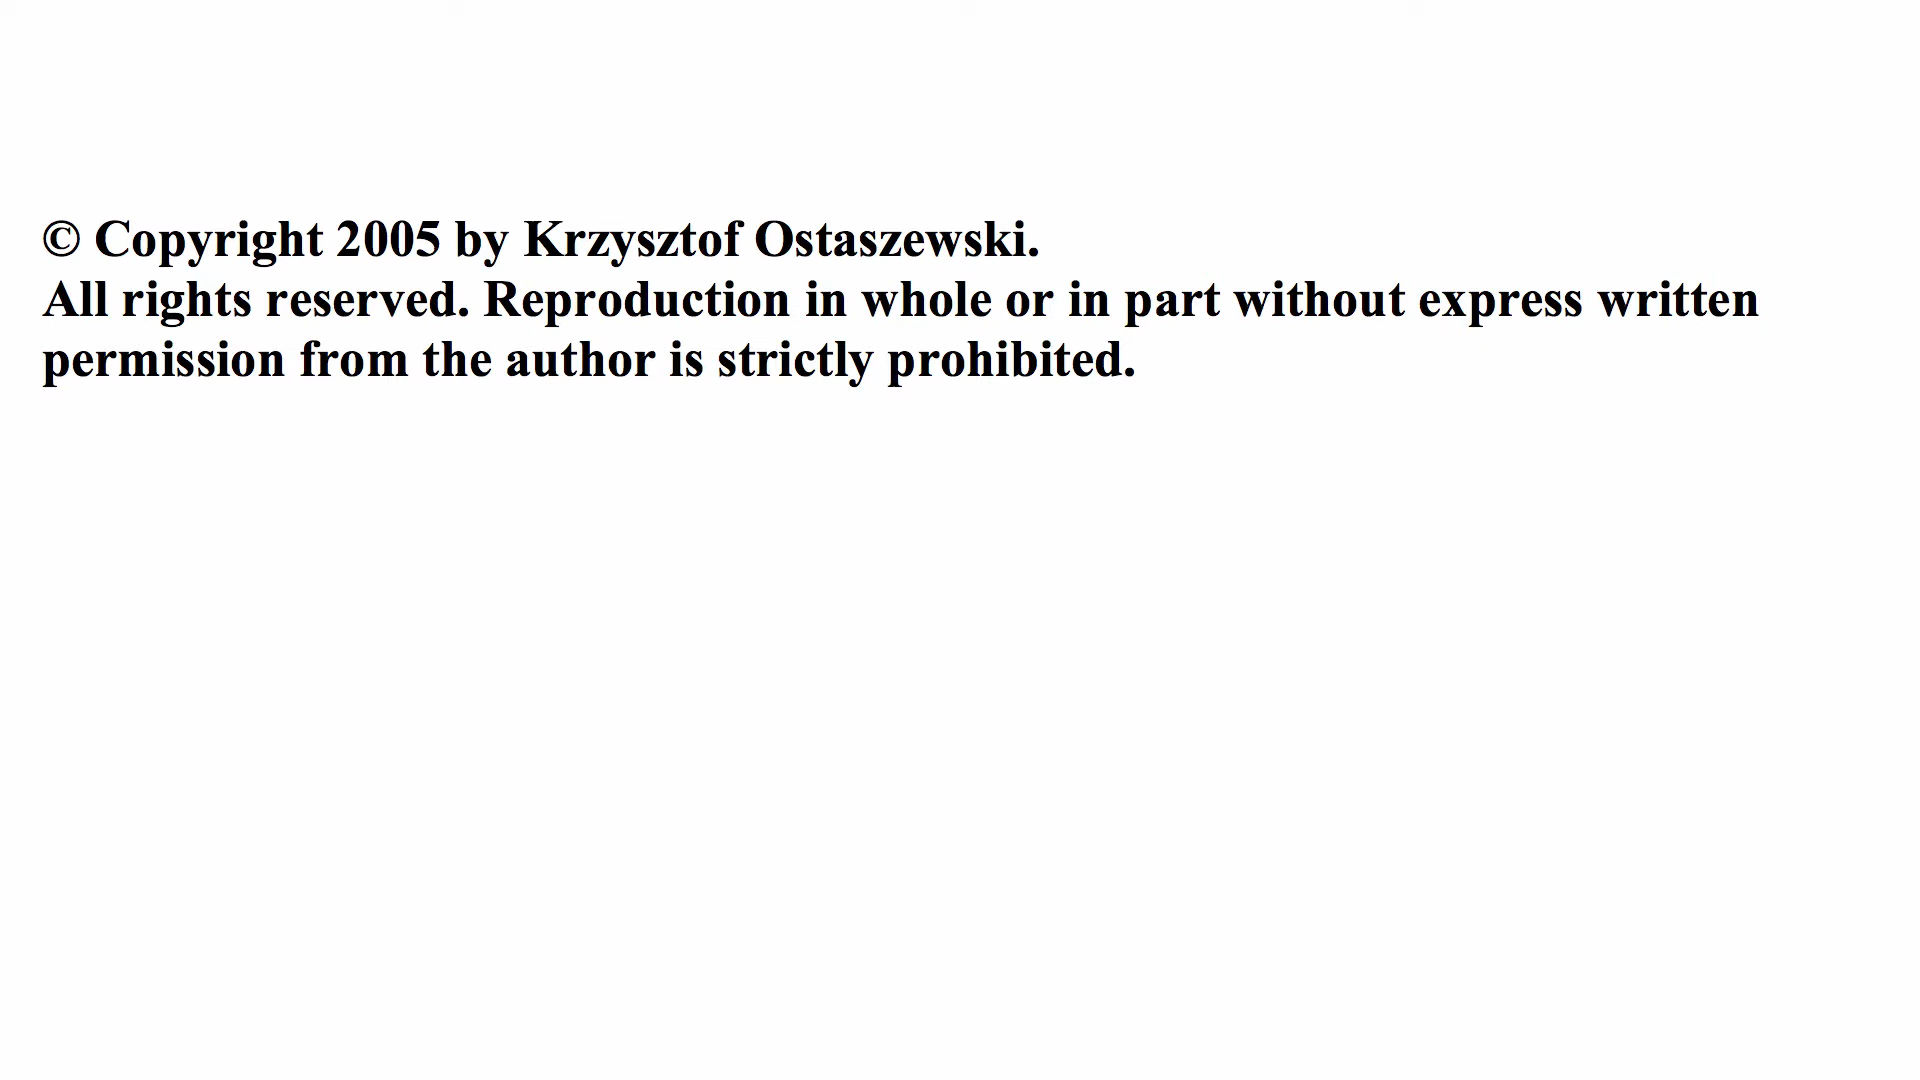 © Copyright 2005 by Krzysztof Ostaszewski.
All rights reserved. Reproduction in whole or in part without express written
permission from the author is strictly prohibited.